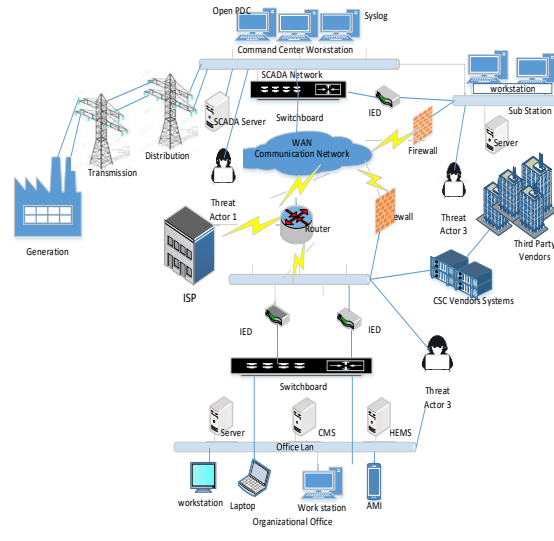 Open PDC
Syslog
Command Center Workstation
SCADA Network
workstation
Sub Station
IED
SCADA Server
Switchboard
Server
Firewall
WAN
Communication Network
Distribution
Transmission
Threat
Actor 1
Threat
Actor 3
Generation
Router
ewall
Third Party
Vendors
ISP
CSC Vendors Systems
IED
IED
Switchboard
Threat
Actor 3
Server
CMS
HEMS
Office Lan
workstation
Laptop
Work station
AMI
Organizational Office